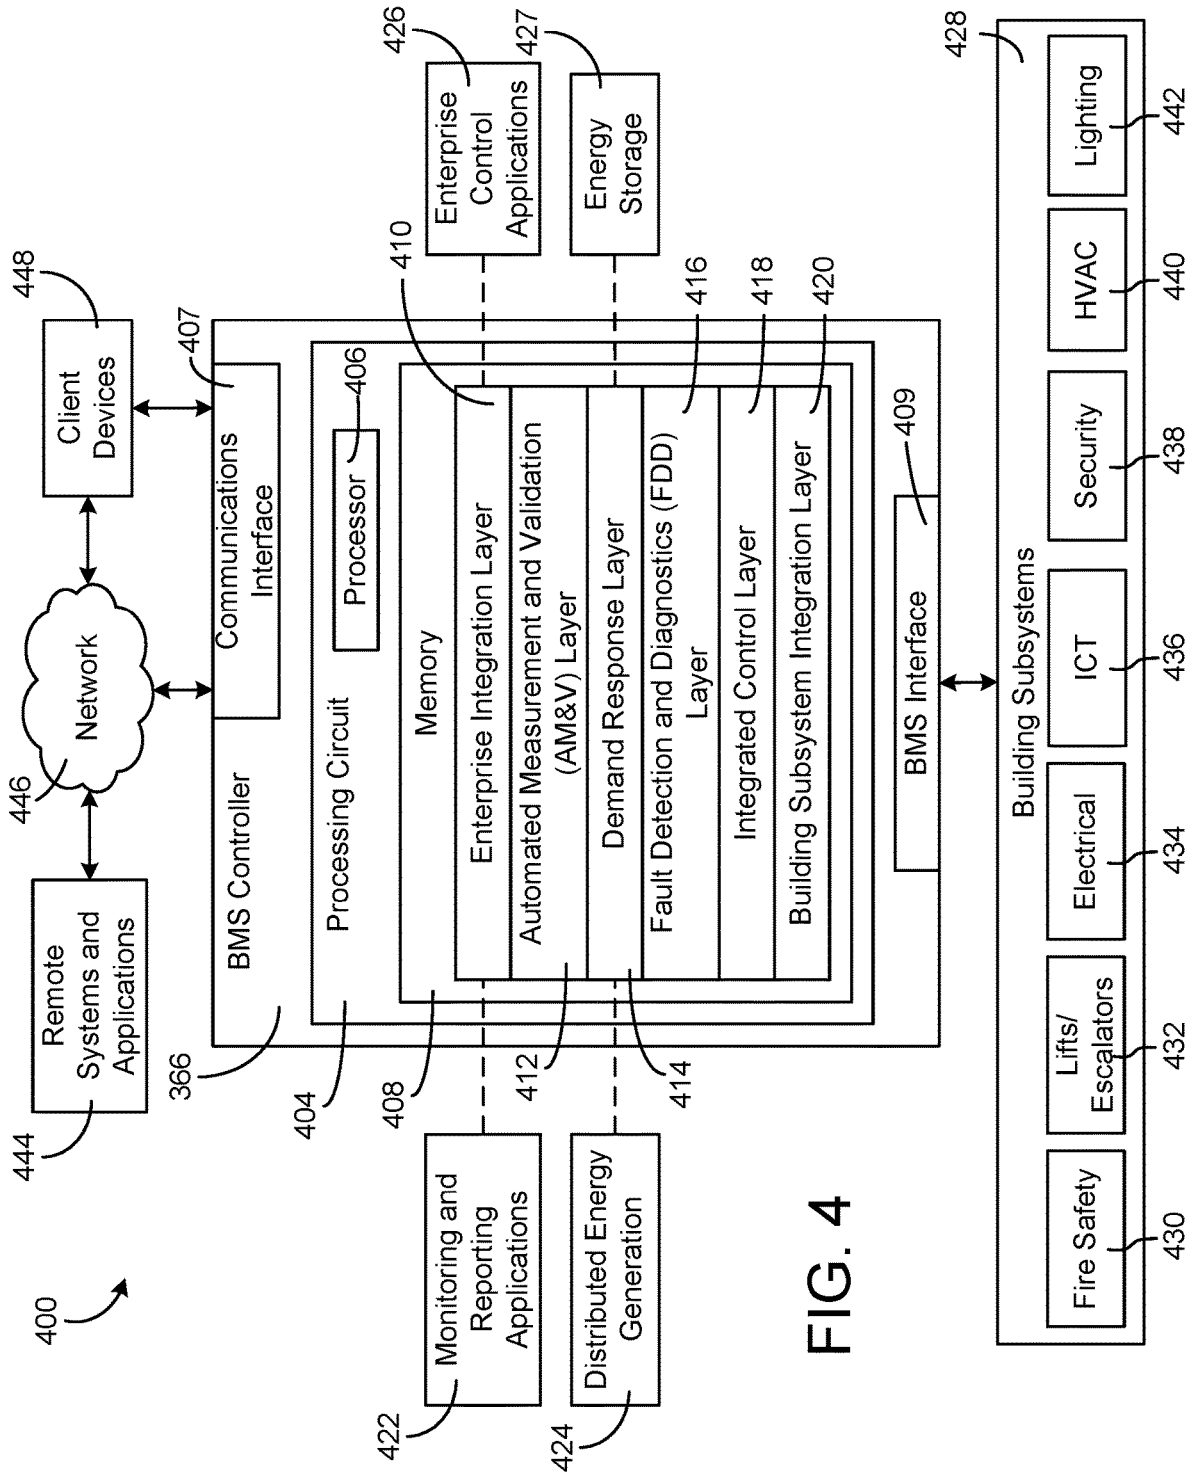 400
444
Remote
Systems and
Applications
446
Network
448
Client
Devices
366
BMS Controller
407
Communications
Interface
404
Processing Circuit
Processor
406
408
Memory
410
Enterprise Integration Layer
412
Automated Measurement and Validation
(AM&V) Layer
414
Demand Response Layer
416
Fault Detection and Diagnostics (FDD)
Layer
418
Integrated Control Layer
420
Building Subsystem Integration Layer
422
Monitoring and
Reporting
Applications
424
Distributed Energy
Generation
426
Enterprise
Control
Applications
427
Energy
Storage
409
BMS Interface
428
Building Subsystems
Fire Safety
430
Lifts/
Escalators
432
Electrical
434
ICT
436
Security
438
HVAC
440
Lighting
442
FIG. 4